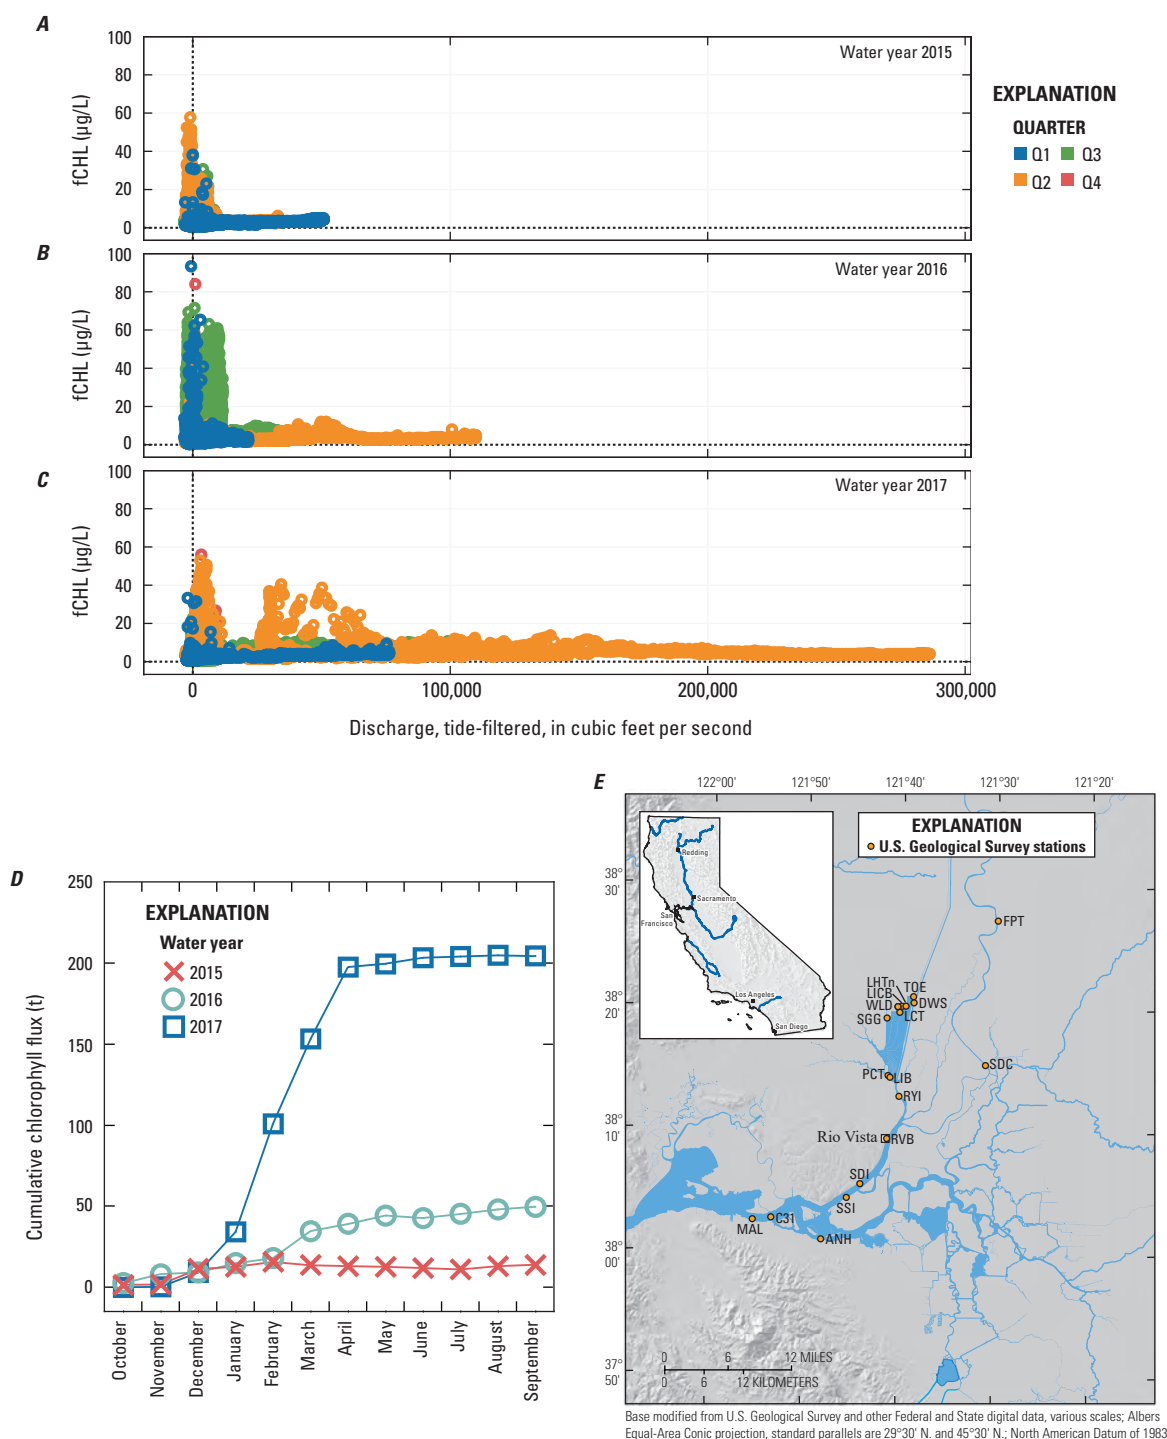 A
100
80
60
40
20
0
fCHL (µg/L)
Water year 2015
EXPLANATION
QUARTER
Q1 Q3
Q2 Q4
B
100
80
60
40
20
0
fCHL (µg/L)
Water year 2016
C
100
80
60
40
20
0
fCHL (µg/L)
Water year 2017
0 100,000 200,000 300,000
Discharge, tide-filtered, in cubic feet per second
D
250
200
150
100
50
0
Cumulative chlorophyll flux (t)
EXPLANATION
Water year
2015
2016
2017
October
November
December
January
February
March
April
May
June
July
August
September
E
122°00' 121°50' 121°40' 121°30' 121°20'
38°
30'
38°
20'
38°
10'
38°
00'
37°
50'
EXPLANATION
U.S. Geological Survey stations
Redding
Sacramento
San
Francisco
Los Angeles
San Diego
FPT
LHTn
TOE
LICB
WLD
DWS
LCT
SGG
SDC
PCT
LIB
RYI
Rio Vista
RVB
SDI
SSI
C31
MAL
ANH
0 6 12 MILES
0 6 12 KILOMETERS
Base modified from U.S. Geological Survey and other Federal and State digital data, various scales; Albers
Equal-Area Conic projection, standard parallels are 29°30' N. and 45°30' N.; North American Datum of 1983